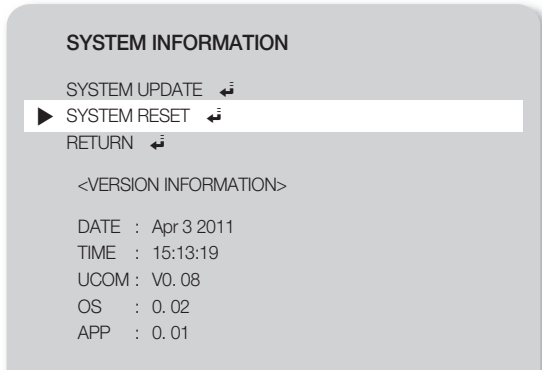 SYSTEM INFORMATION
SYSTEM UPDATE
SYSTEM RESET
RETURN
<VERSION INFORMATION>
DATE : Apr 3 2011
TIME : 15:13:19
UCOM : V0. 08
OS : 0. 02
APP : 0. 01